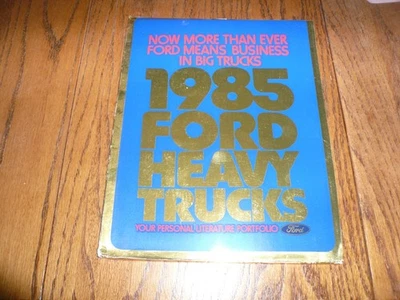 NOW MORE THAN EVER
FORD MEANS BUSINESS
IN BIG TRUCKS
1985
FORD
HEAVY
TRUCKS
YOUR PERSONAL LITERATURE PORTFOLIO
Ford